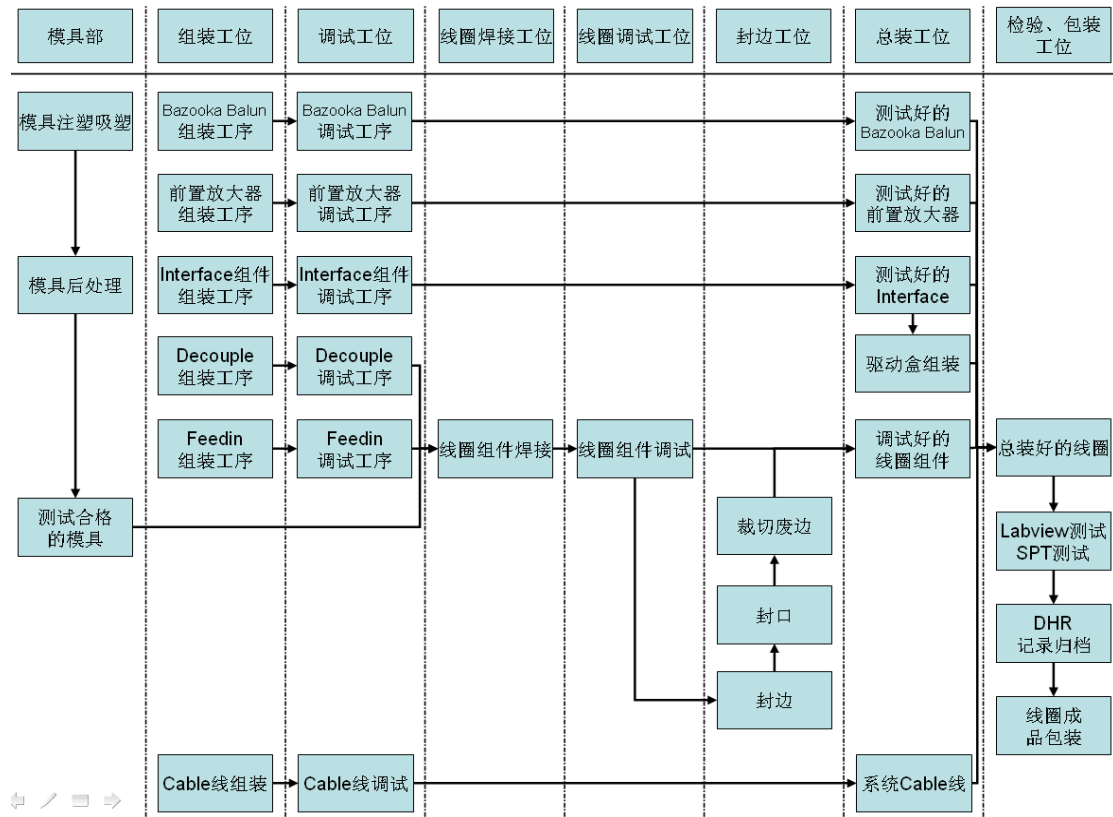 模具部
组装工位
调试工位
线圈焊接工位
线圈调试工位
封边工位
总装工位
检验、包装
工位
模具注塑吸塑
Bazooka Balun
组装工序
Bazooka Balun
调试工序
测试好的
Bazooka Balun
前置放大器
组装工序
前置放大器
调试工序
测试好的
前置放大器
模具后处理
Interface组件
组装工序
Interface组件
调试工序
测试好的
Interface
Decouple
组装工序
Decouple
调试工序
驱动盒组装
Feedin
组装工序
Feedin
调试工序
线圈组件焊接
线圈组件调试
调试好的
线圈组件
总装好的线圈
测试合格
的模具
裁切废边
Labview测试
SPT测试
封口
DHR
记录归档
封边
线圈成
品包装
Cable线组装
Cable线调试
系统Cable线